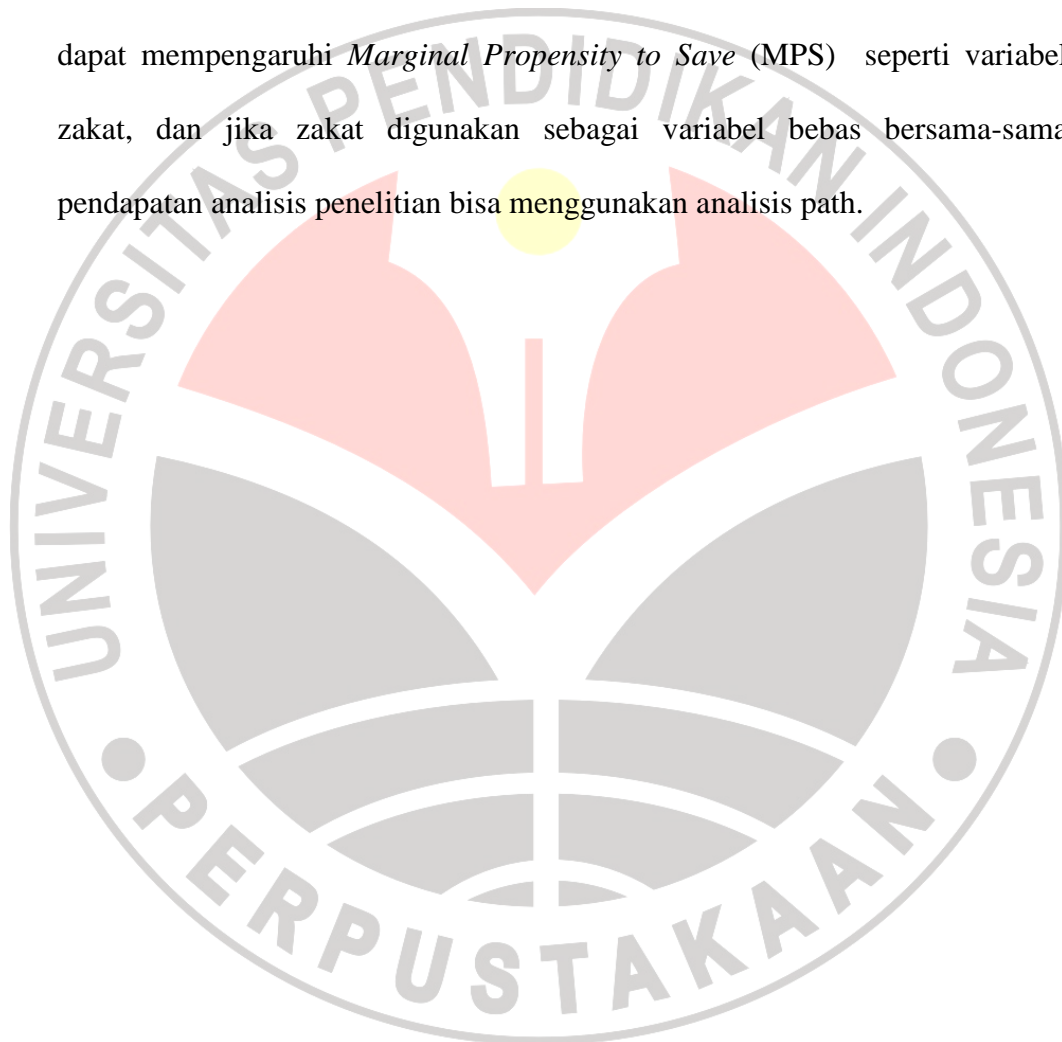 dapat mempengaruhi Marginal Propensity to Save (MPS) seperti variabel
zakat, dan jika zakat digunakan sebagai variabel bebas bersama-sama
pendapatan analisis penelitian bisa menggunakan analisis path.
UNIVERSITAS PENDIDIKAN INDONESIA
PERPUSTAKAAN